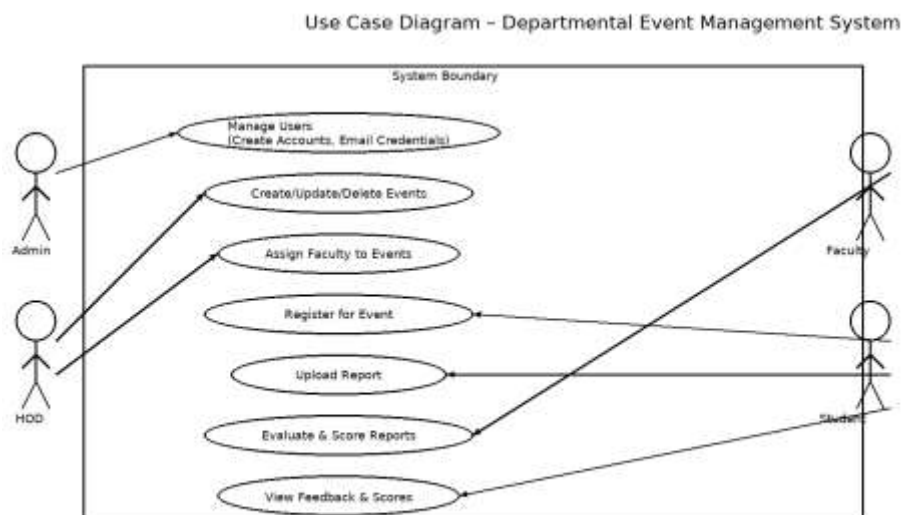 Use Case Diagram – Departmental Event Management System
System Boundary
Manage Users
(Create Accounts, Email Credentials)
Create/Update/Delete Events
Admin
Assign Faculty to Events
Faculty
Register for Event
Upload Report
HOD
Student
Evaluate & Score Reports
View Feedback & Scores